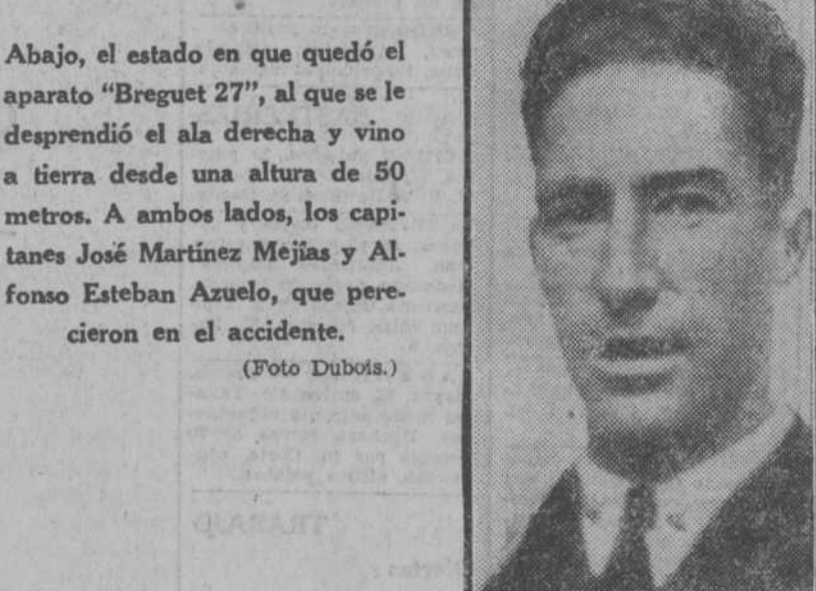 Abajo, el estado en que quedó el
aparato “Breguet 27”, al que se le
desprendió el ala derecha y vino
a tierra desde una altura de 50
metros. A ambos lados, los capi-
tanes José Martínez Mejías y Al-
fonso Esteban Azuelo, que pere-
cieron en el accidente.
(Foto Dubois.)
TRABAJO